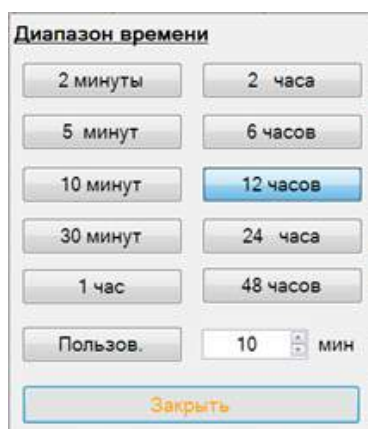 Диапазон времени
2 минуты 2 часа
5 минут 6 часов
10 минут 12 часов
30 минут 24 часа
1 час 48 часов
Пользов. 10 мин
Закрыть